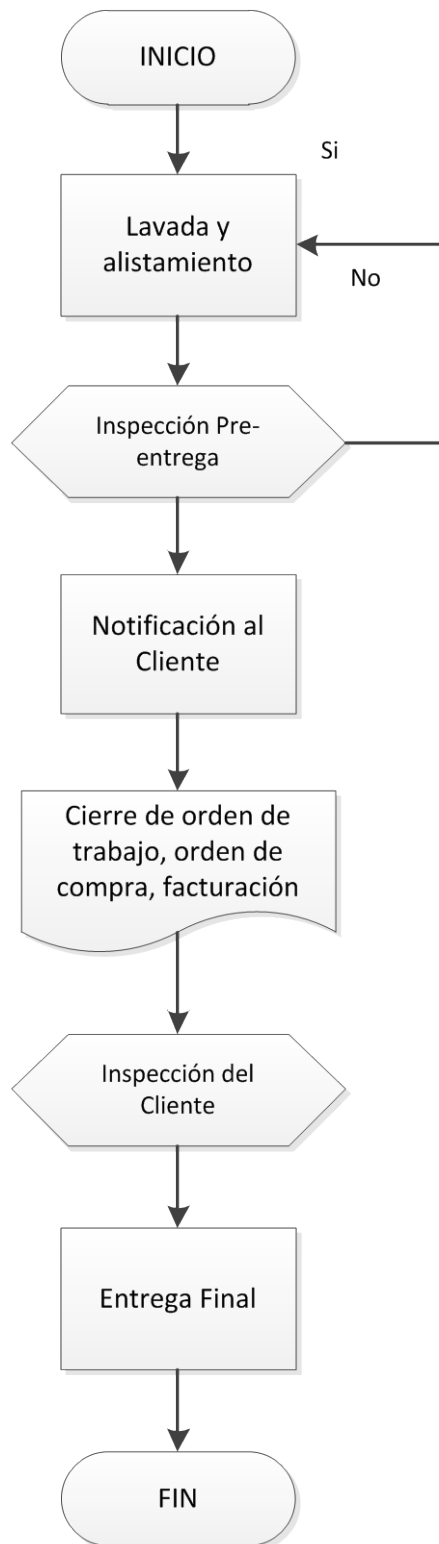 INICIO
Si
Lavada y
alistamiento
No
Inspección Pre-
entrega
Notificación al
Cliente
Cierre de orden de
trabajo, orden de
compra, facturación
Inspección del
Cliente
Entrega Final
FIN